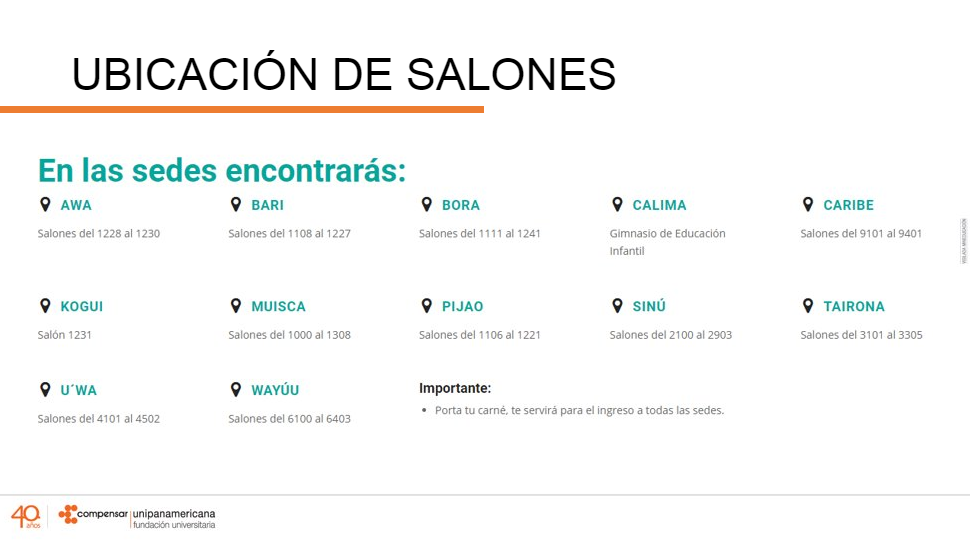 UBICACIÓN DE SALONES
En las sedes encontrarás:
AWA
Salones del 1228 al 1230
BARI
Salones del 1108 al 1227
BORA
Salones del 1111 al 1241
CALIMA
Gimnasio de Educación
Infantil
CARIBE
Salones del 9101 al 9401
KOGUI
Salón 1231
MUISCA
Salones del 1000 al 1308
PIJAO
Salones del 1106 al 1221
SINÚ
Salones del 2100 al 2903
TAIRONA
Salones del 3101 al 3305
U´WA
Salones del 4101 al 4502
WAYÚU
Salones del 6100 al 6403
Importante:
• Porta tu carné, te servirá para el ingreso a todas las sedes.
40 años
compensar unipanamericana
fundación universitaria